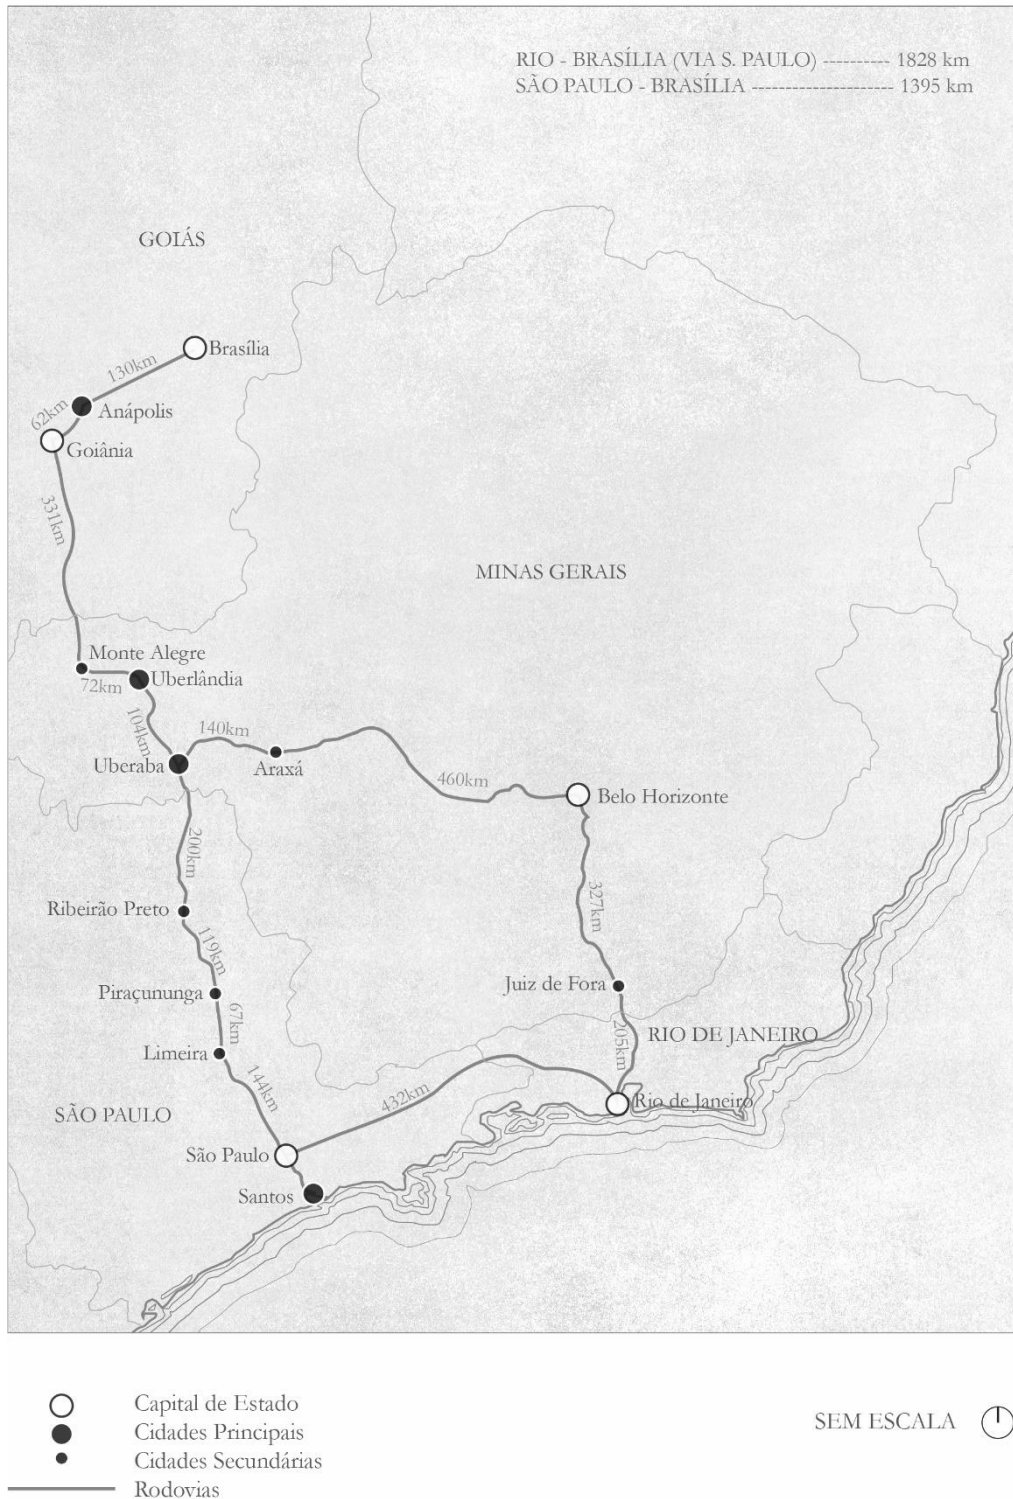 RIO - BRASÍLIA (VIA S. PAULO) ---------- 1828 km
SÃO PAULO - BRASÍLIA --------------------- 1395 km
GOIÁS
Brasília
130km
Anápolis
62km
Goiânia
331km
MINAS GERAIS
Monte Alegre
72km
Uberlândia
104km
140km
Uberaba
Araxá
460km
Belo Horizonte
200km
327km
Ribeirão Preto
119km
Juiz de Fora
Piraçununga
67km
RIO DE JANEIRO
205km
Limeira
144km
432km
Rio de Janeiro
SÃO PAULO
São Paulo
Santos
Capital de Estado
Cidades Principais
Cidades Secundárias
Rodovias
SEM ESCALA